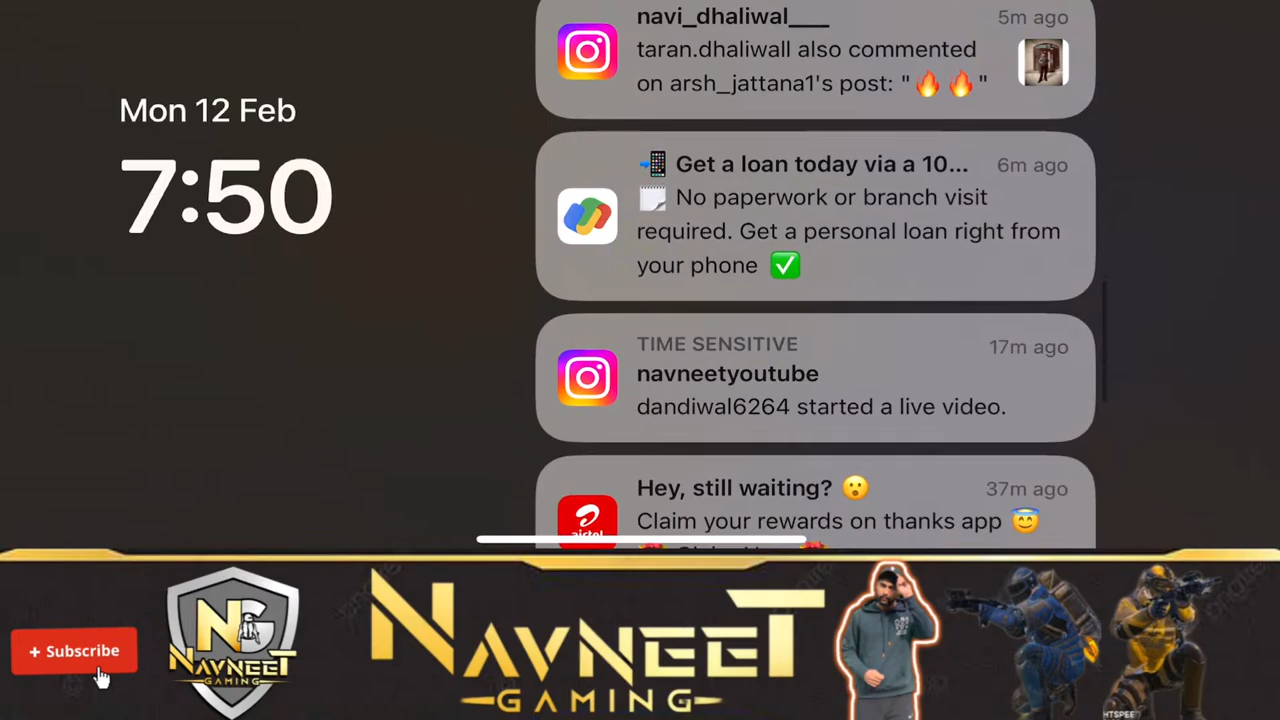 Mon 12 Feb
7:50
navi_dhaliwal___
5m ago
taran.dhaliwall also commented
on arsh_jattana1's post: "🔥🔥"
📲 Get a loan today via a 10...
6m ago
🗒️ No paperwork or branch visit
required. Get a personal loan right from
your phone ✅
TIME SENSITIVE
17m ago
navneetyoutube
dandiwal6264 started a live video.
Hey, still waiting? 😮
37m ago
Claim your rewards on thanks app 😇
airtel
+ Subscribe
NG
NAVNEET
GAMING
NAVNEET
GAMING